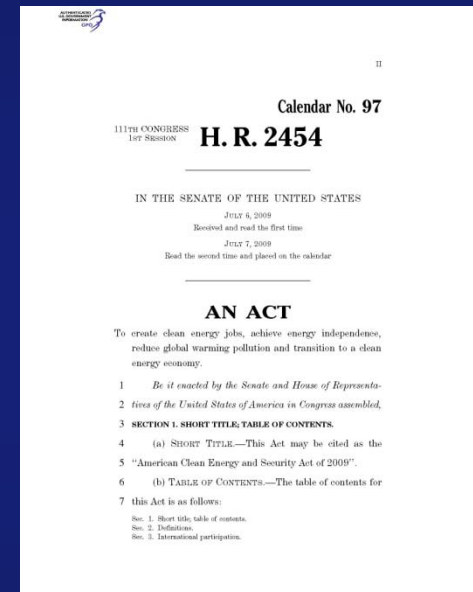 AUTHENTICATED
U.S. GOVERNMENT
INFORMATION
GPO
II
Calendar No. 97
111TH CONGRESS
1ST SESSION
H. R. 2454
IN THE SENATE OF THE UNITED STATES
JULY 6, 2009
Received and read the first time
JULY 7, 2009
Read the second time and placed on the calendar
AN ACT
To create clean energy jobs, achieve energy independence,
reduce global warming pollution and transition to a clean
energy economy.
1 Be it enacted by the Senate and House of Representa-
2 tives of the United States of America in Congress assembled,
3 SECTION 1. SHORT TITLE; TABLE OF CONTENTS.
4 (a) SHORT TITLE.—This Act may be cited as the
5 “American Clean Energy and Security Act of 2009”.
6 (b) TABLE OF CONTENTS.—The table of contents for
7 this Act is as follows:
Sec. 1. Short title; table of contents.
Sec. 2. Definitions.
Sec. 3. International participation.